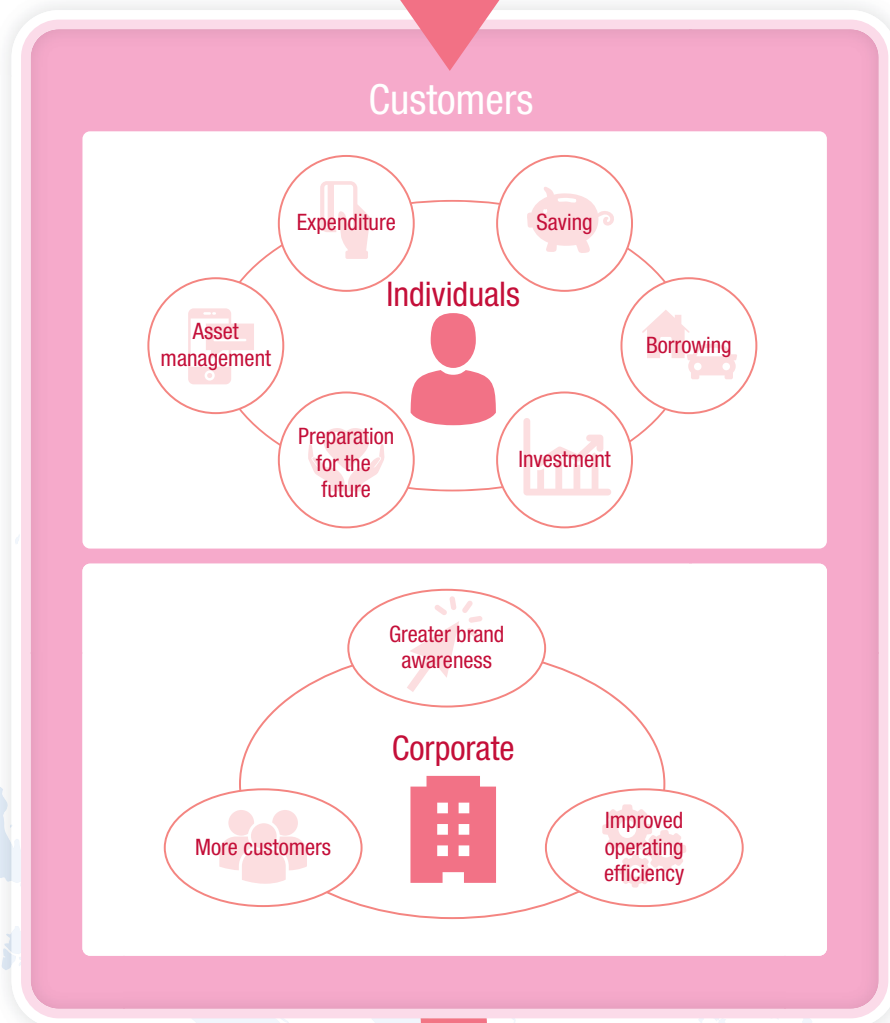 Customers
Expenditure
Saving
Individuals
Asset
management
Borrowing
Preparation
for the
future
Investment
Greater brand
awareness
Corporate
More customers
Improved
operating
efficiency